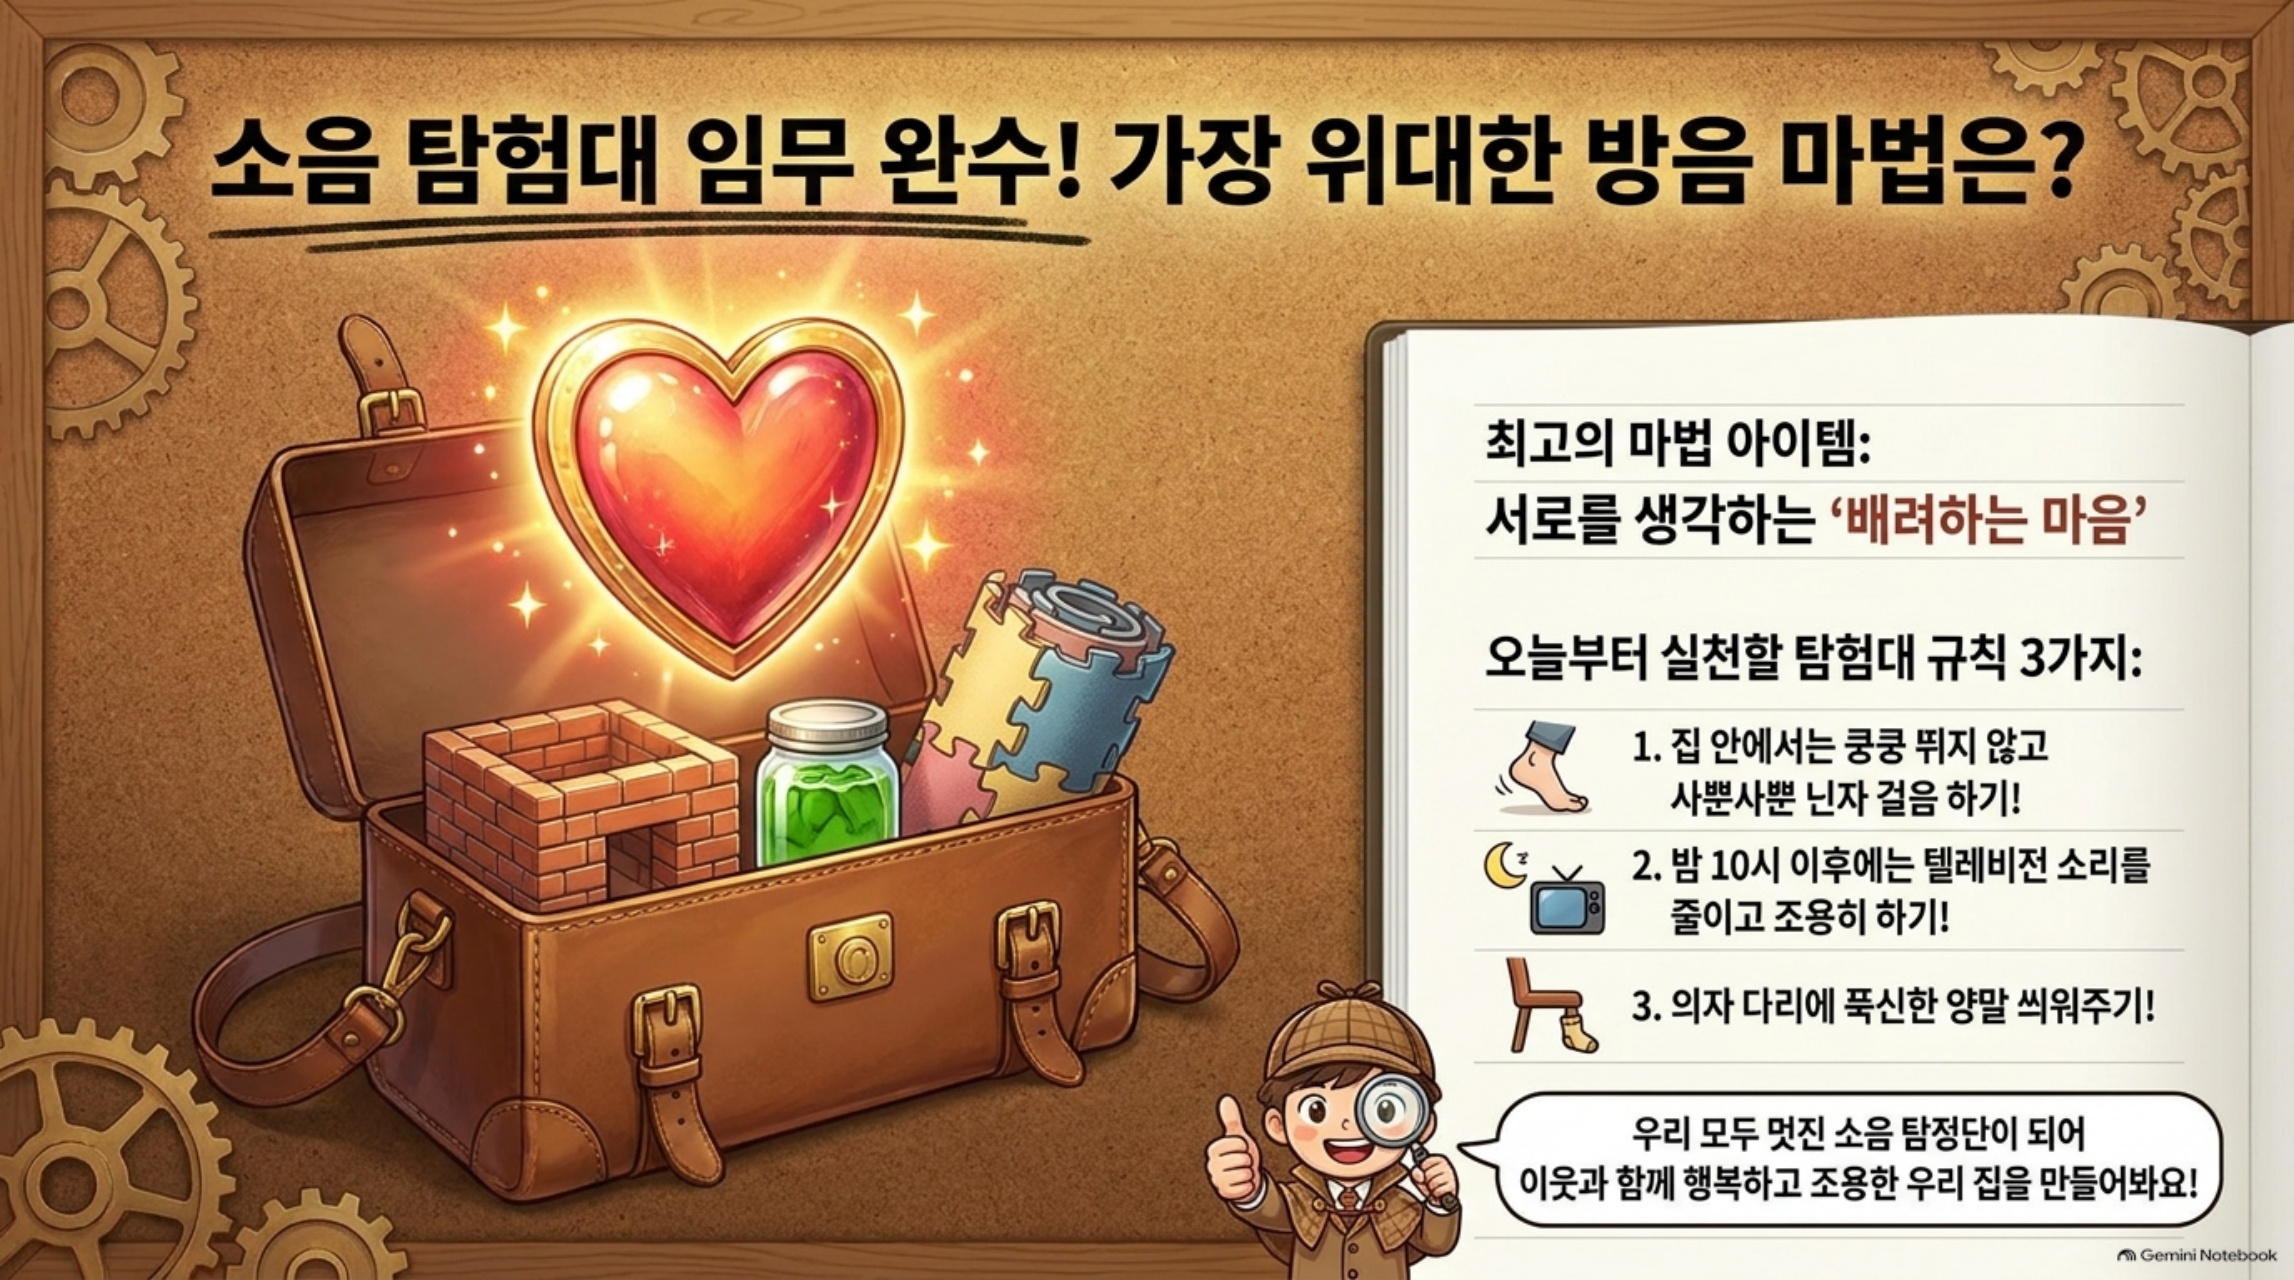 소음 탐험대 임무 완수! 가장 위대한 방음 마법은?
최고의 마법 아이템:
서로를 생각하는 ‘배려하는 마음’
오늘부터 실천할 탐험대 규칙 3가지:
1. 집 안에서는 쿵쿵 뛰지 않고
사뿐사뿐 닌자 걸음 하기!
2. 밤 10시 이후에는 텔레비전 소리를
줄이고 조용히 하기!
3. 의자 다리에 푹신한 양말 씌워주기!
우리 모두 멋진 소음 탐정단이 되어
이웃과 함께 행복하고 조용한 우리 집을 만들어봐요!
Gemini Notebook